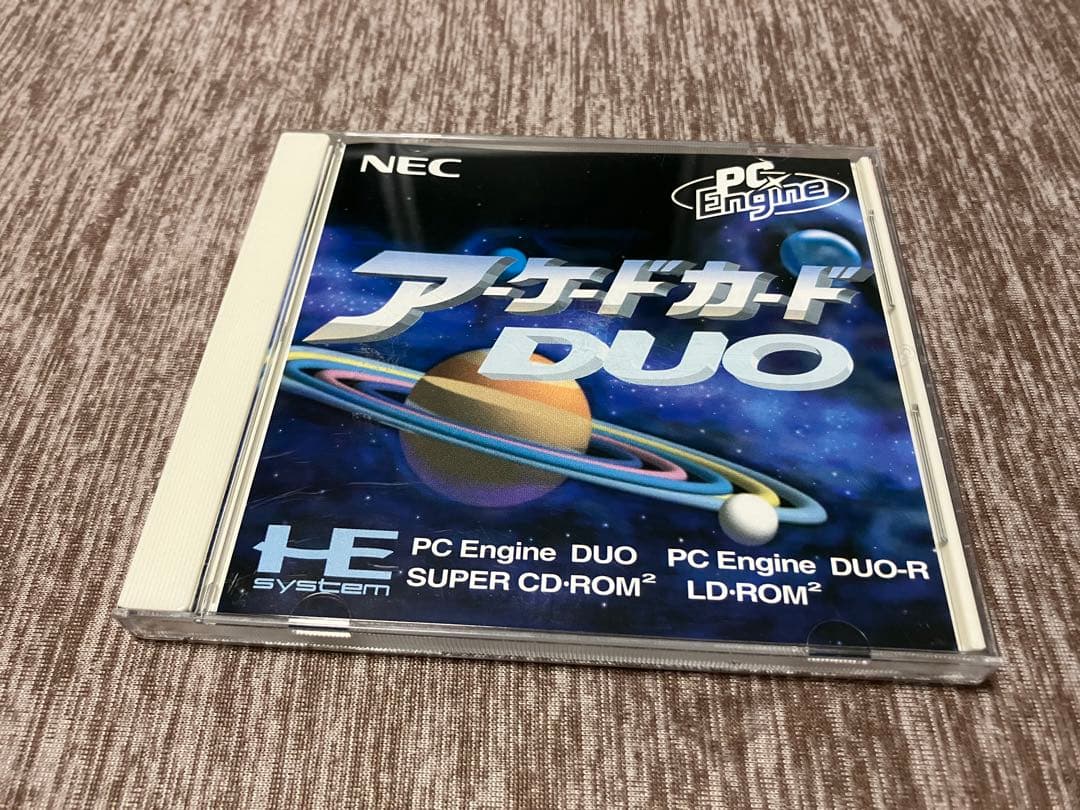 NEC
PC Engine
アーケードカード
DUO
HE system
PC Engine DUO PC Engine DUO-R
SUPER CD・ROM² LD・ROM²